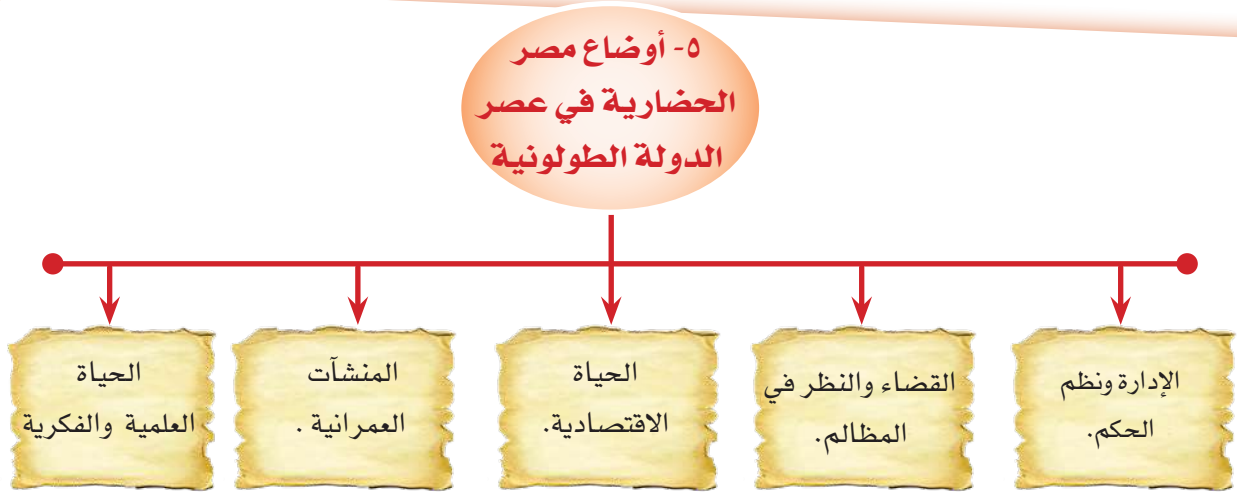 ٥- أوضاع مصر
الحضارية في عصر
الدولة الطولونية
الإدارة ونظم
الحكم.
القضاء والنظر في
المظالم.
الحياة
الاقتصادية.
المنشآت
العمرانية .
الحياة
العلمية والفكرية